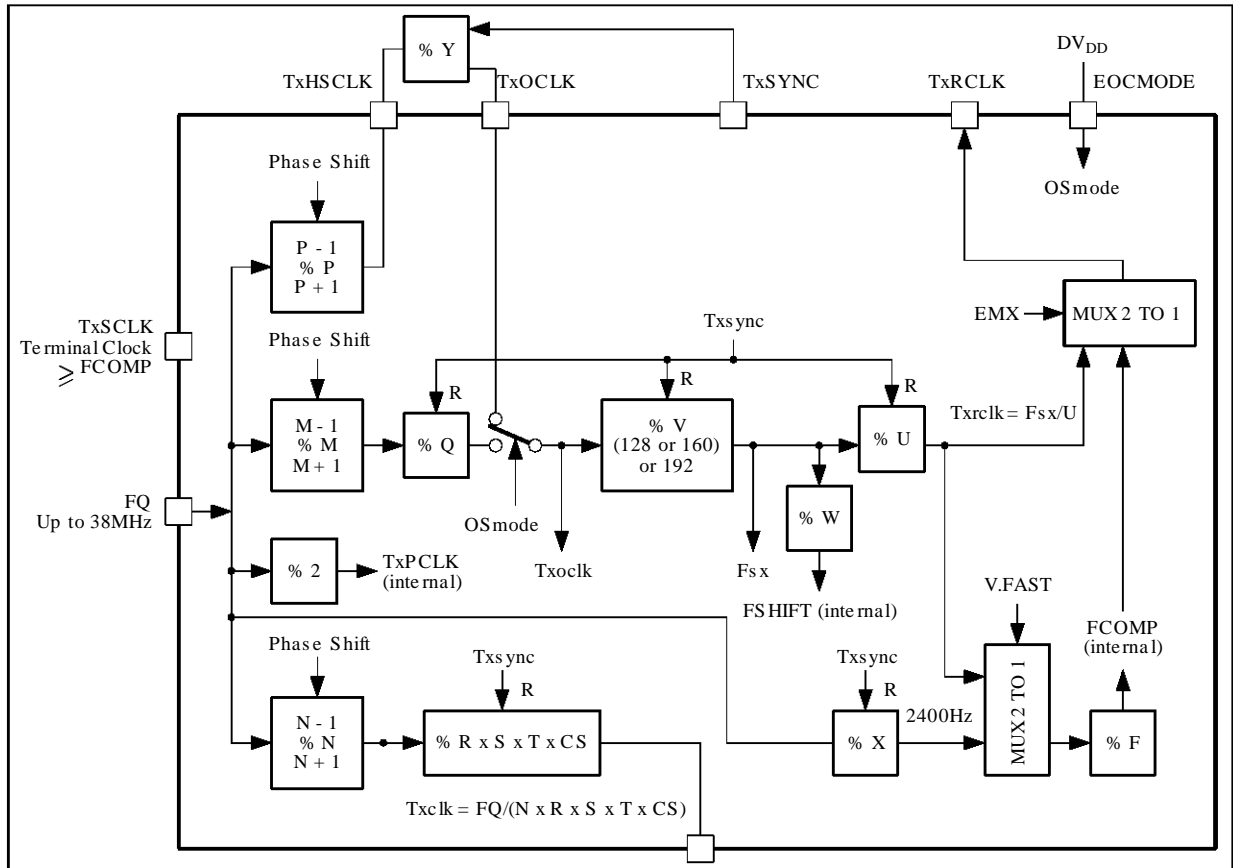 % Y
DVDD
TxHSCLK
TxOCLK
TxSYNC
TxRCLK
EOCMODE
Phase Shift
OSmode
P - 1
% P
P + 1
EMX
MUX 2 TO 1
TxSCLK
Terminal Clock
≥ FCOMP
Phase Shift
Txsync
R
R
R
Txrclk = Fsx/U
M - 1
% M
M + 1
% Q
% V
(128 or 160)
or 192
% U
FQ
Up to 38MHz
OSmode
% W
% 2
TxPCLK
(internal)
Txoclk
Fsx
FSHIFT (internal)
V.FAST
FCOMP
(internal)
Phase Shift
Txsync
R
Txsync
R
N - 1
% N
N + 1
% R x S x T x CS
% X
2400Hz
MUX 2 TO 1
% F
Txclk = FQ/(N x R x S x T x CS)